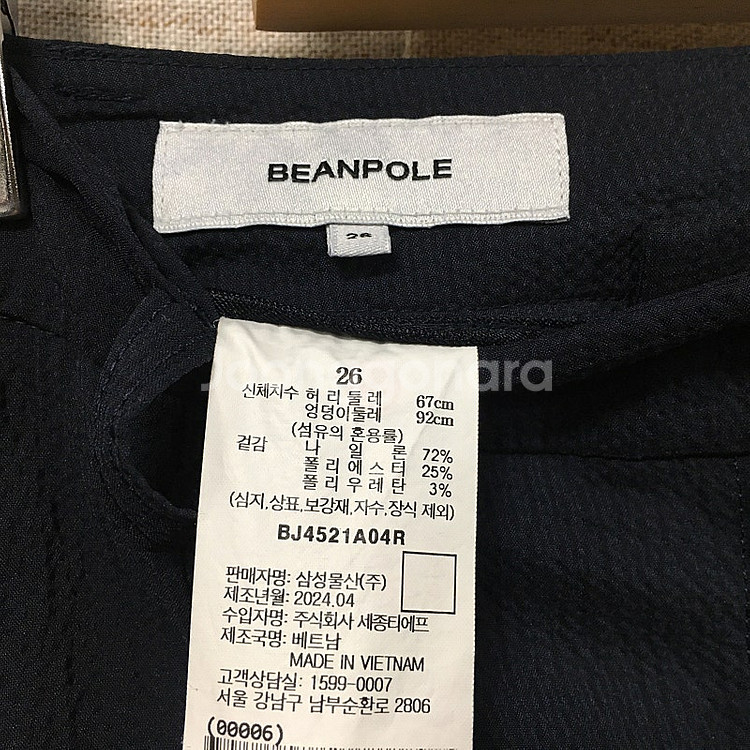 BEANPOLE
26
Joonggonara
26
신체치수 허리둘레 67cm
엉덩이둘레 92cm
(섬유의 혼용률)
겉감 나일론 72%
폴리에스터 25%
폴리우레탄 3%
(심지,상표,보강재,자수,장식 제외)
BJ4521A04R
판매자명: 삼성물산(주)
제조년월: 2024.04
수입자명: 주식회사 세종티에프
제조국명: 베트남
MADE IN VIETNAM
고객상담실: 1599-0007
서울 강남구 남부순환로 2806
(00006)